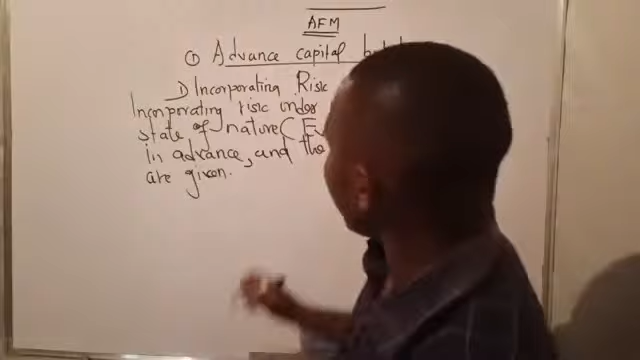 AFM
① Advance capital
1) Incorporating Risk
Incorporating risk under
state of nature (
in advance, and the
are given.